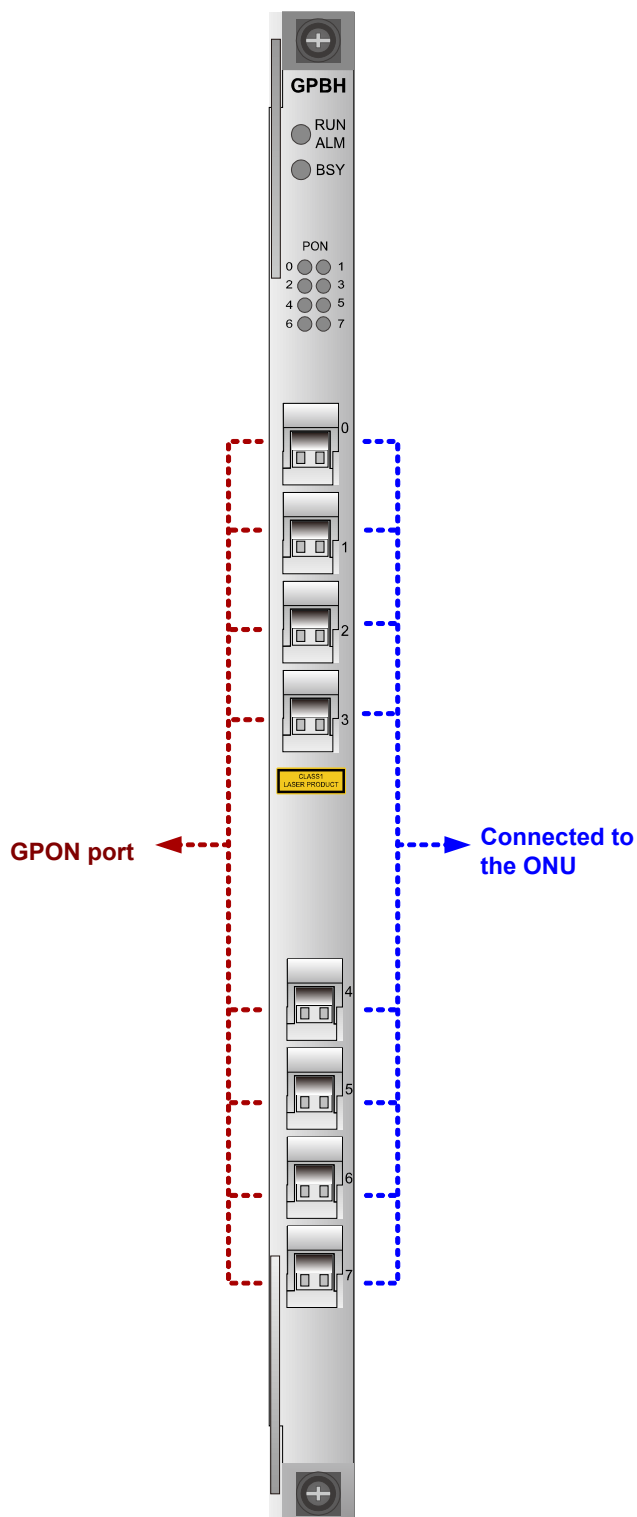 GPBH
RUN
ALM
BSY
PON
0 1
2 3
4 5
6 7
0
1
2
3
CLASS1
LASER PRODUCT
GPON port
Connected to
the ONU
4
5
6
7